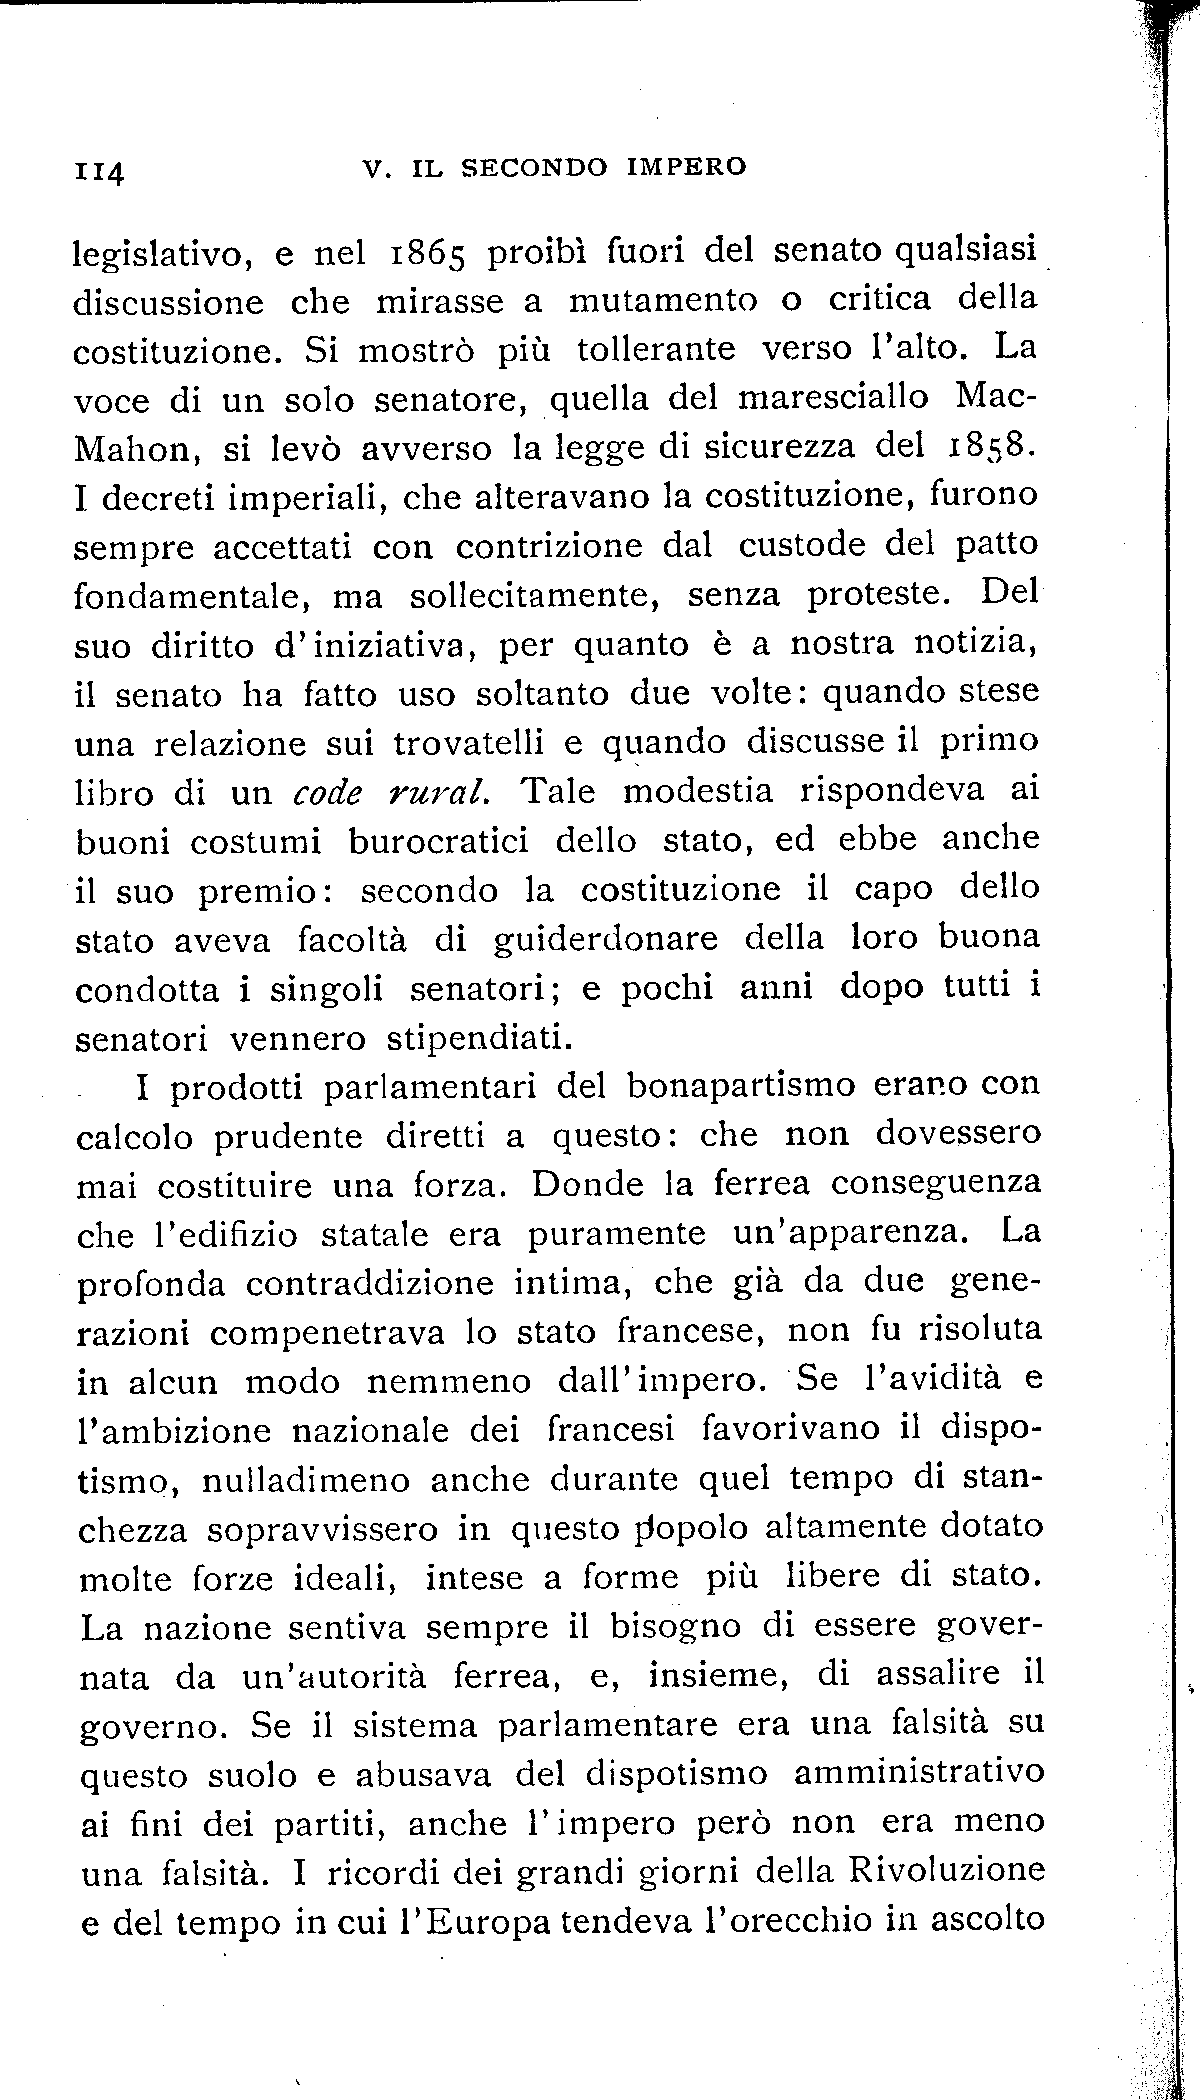 114 V. IL SECONDO IMPERO
legislativo, e nel 1865 proibì fuori del senato qualsiasi
discussione che mirasse a mutamento o critica della
costituzione. Si mostrò più tollerante verso l'alto. La
voce di un solo senatore, quella del maresciallo Mac-
Mahon, si levò avverso la legge di sicurezza del 1858.
I decreti imperiali, che alteravano la costituzione, furono
sempre accettati con contrizione dal custode del patto
fondamentale, ma sollecitamente, senza proteste. Del
suo diritto d'iniziativa, per quanto è a nostra notizia,
il senato ha fatto uso soltanto due volte: quando stese
una relazione sui trovatelli e quando discusse il primo
libro di un code rural. Tale modestia rispondeva ai
buoni costumi burocratici dello stato, ed ebbe anche
il suo premio: secondo la costituzione il capo dello
stato aveva facoltà di guiderdonare della loro buona
condotta i singoli senatori; e pochi anni dopo tutti i
senatori vennero stipendiati.
I prodotti parlamentari del bonapartismo erano con
calcolo prudente diretti a questo: che non dovessero
mai costituire una forza. Donde la ferrea conseguenza
che l'edifizio statale era puramente un'apparenza. La
profonda contraddizione intima, che già da due gene-
razioni compenetrava lo stato francese, non fu risoluta
in alcun modo nemmeno dall'impero. Se l'avidità e
l'ambizione nazionale dei francesi favorivano il dispo-
tismo, nulladimeno anche durante quel tempo di stan-
chezza sopravvissero in questo popolo altamente dotato
molte forze ideali, intese a forme più libere di stato.
La nazione sentiva sempre il bisogno di essere gover-
nata da un'autorità ferrea, e, insieme, di assalire il
governo. Se il sistema parlamentare era una falsità su
questo suolo e abusava del dispotismo amministrativo
ai fini dei partiti, anche l'impero però non era meno
una falsità. I ricordi dei grandi giorni della Rivoluzione
e del tempo in cui l'Europa tendeva l'orecchio in ascolto